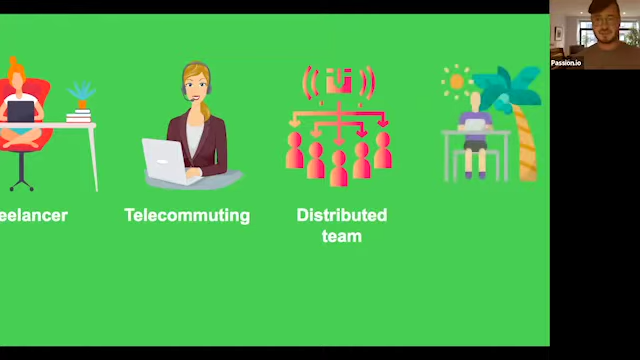 Passion.io
eelancer
Telecommuting
Distributed
team